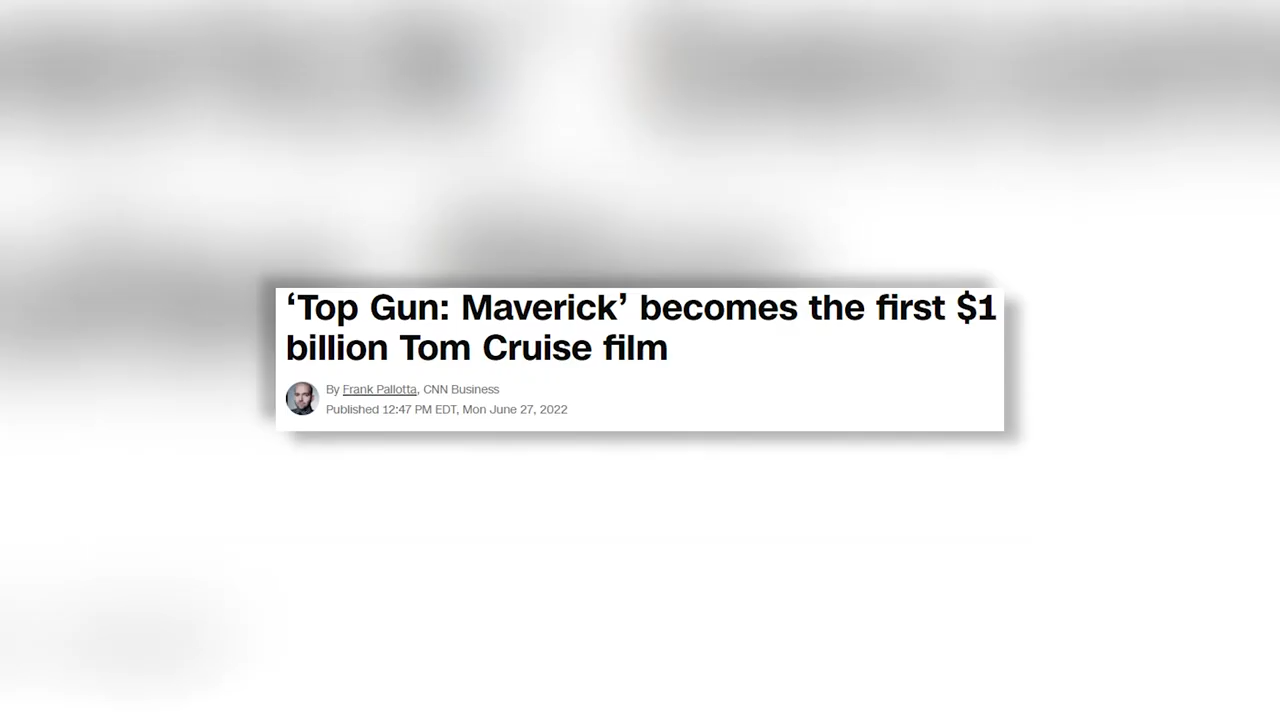 ‘Top Gun: Maverick’ becomes the first $1
billion Tom Cruise film
By Frank Pallotta, CNN Business
Published 12:47 PM EDT, Mon June 27, 2022